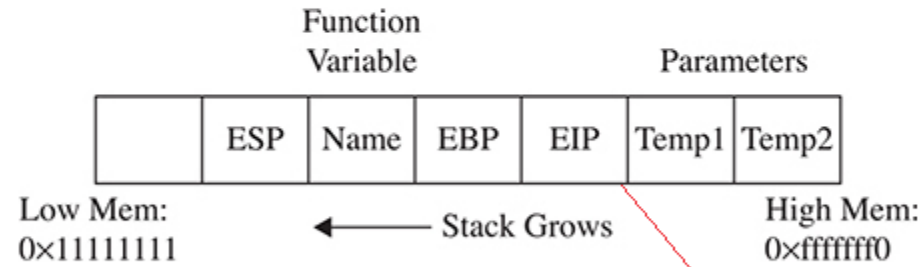 Function
Variable
Parameters
ESP
Name
EBP
EIP
Temp1
Temp2
Low Mem:
0×11111111
Stack Grows
High Mem:
0×fffffff0